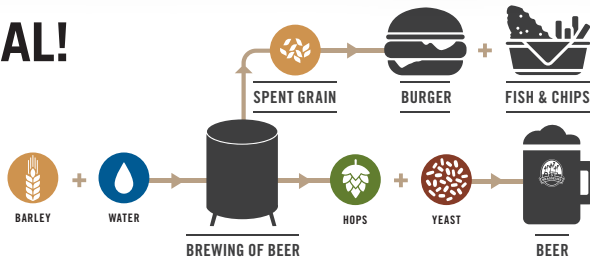 AL!
SPENT GRAIN
BURGER
FISH & CHIPS
BARLEY
WATER
HOPS
YEAST
BREWING OF BEER
BEER